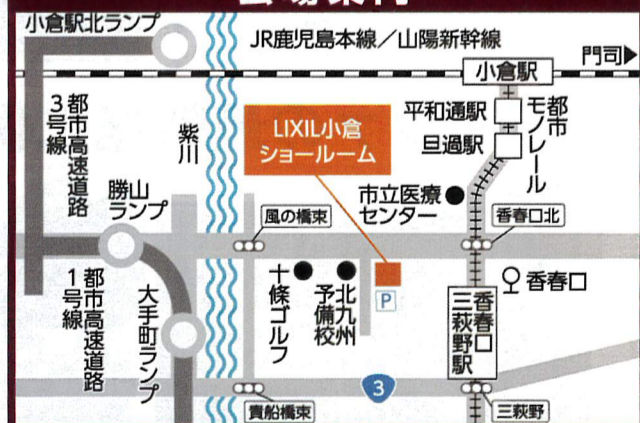 小倉駅北ランプ
JR鹿児島本線／山陽新幹線
門司▶
小倉駅
都市高速道路
3号線
紫川
LIXIL小倉
ショールーム
平和通駅
旦過駅
都市
モノレール
勝山
ランプ
市立医療
センター
風の橋東
香春口北
都市高速道路
1号線
大手町ランプ
十條ゴルフ
北九州
予備校
P
香春口
香春口
三萩野駅
3
貴船橋東
三萩野